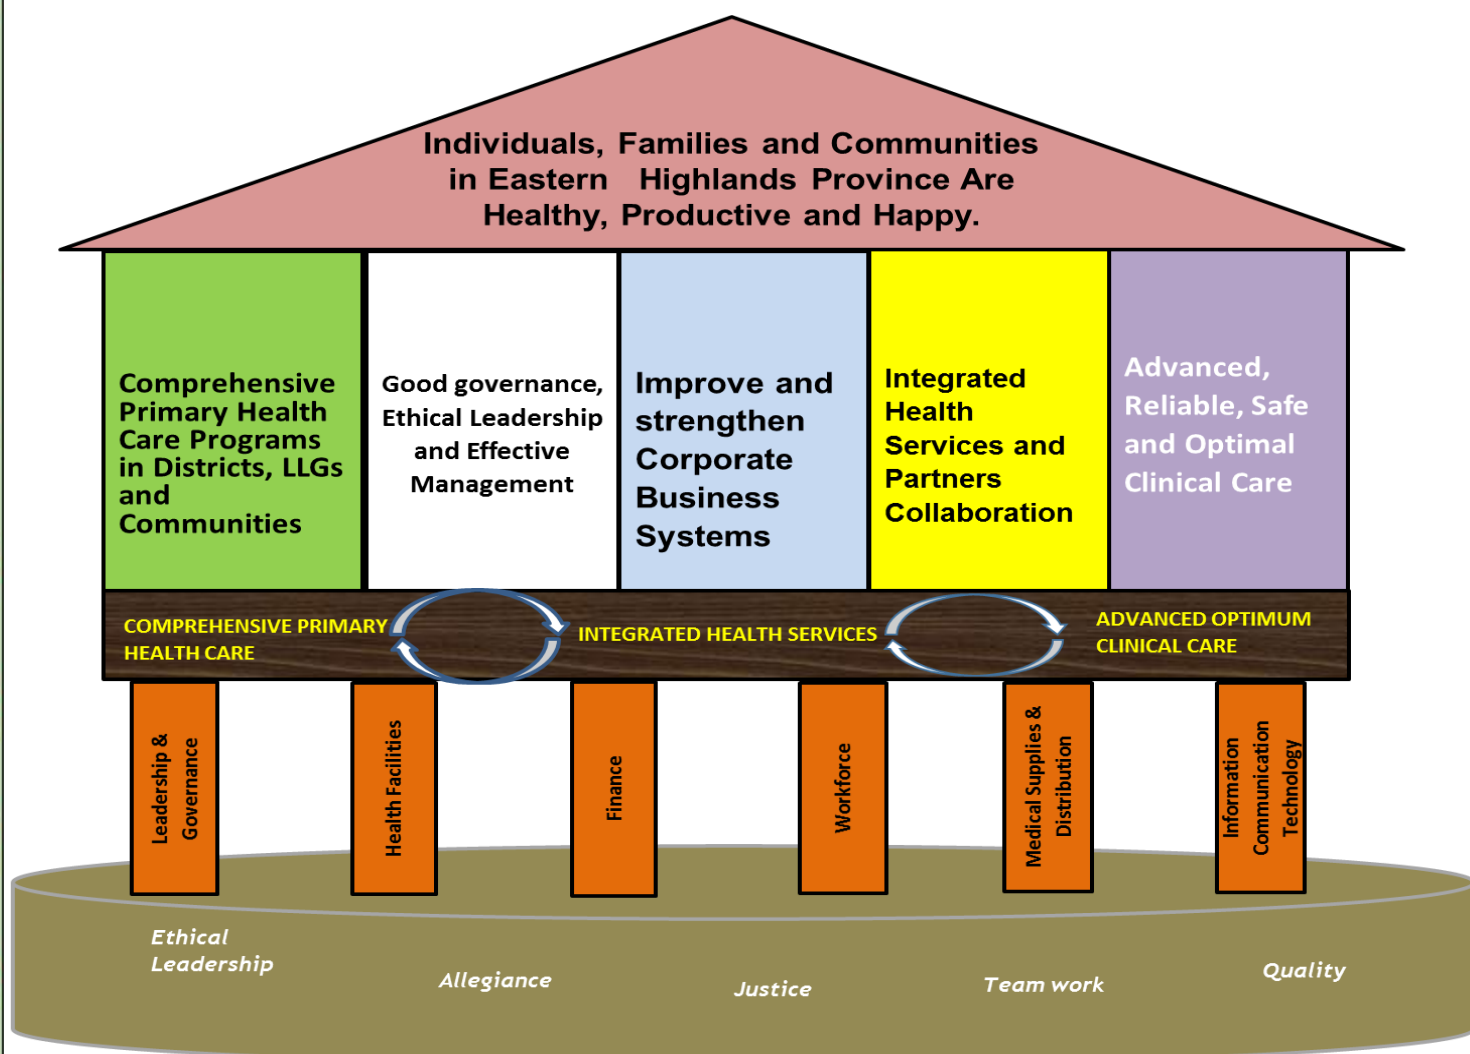 Individuals, Families and Communities
in Eastern Highlands Province Are
Healthy, Productive and Happy.
Comprehensive
Primary Health
Care Programs
in Districts, LLGs
and
Communities
Good governance,
Ethical Leadership
and Effective
Management
Improve and
strengthen
Corporate
Business
Systems
Integrated
Health
Services and
Partners
Collaboration
Advanced,
Reliable, Safe
and Optimal
Clinical Care
COMPREHENSIVE PRIMARY
HEALTH CARE
INTEGRATED HEALTH SERVICES
ADVANCED OPTIMUM
CLINICAL CARE
Leadership &
Governance
Health Facilities
Finance
Workforce
Medical Supplies &
Distribution
Information
Communication
Technology
Ethical
Leadership
Allegiance
Justice
Team work
Quality